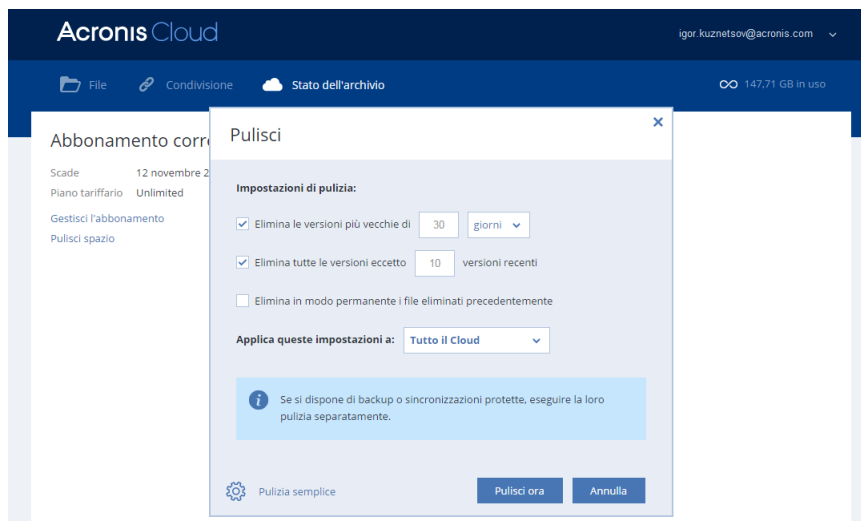 Acronis Cloud
igor.kuznetsov@acronis.com
File
Condivisione
Stato dell'archivio
147,71 GB in uso
Abbonamento corr
Scade 12 novembre 2
Piano tariffario Unlimited
Gestisci l'abbonamento
Pulisci spazio
Pulisci
Impostazioni di pulizia:
Elimina le versioni più vecchie di 30 giorni
Elimina tutte le versioni eccetto 10 versioni recenti
Elimina in modo permanente i file eliminati precedentemente
Applica queste impostazioni a: Tutto il Cloud
Se si dispone di backup o sincronizzazioni protette, eseguire la loro
pulizia separatamente.
Pulizia semplice
Pulisci ora
Annulla